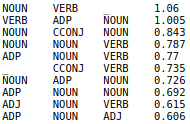 NOUN VERB _ 1.06
VERB ADP NOUN 1.005
NOUN CCONJ NOUN 0.843
NOUN NOUN VERB 0.787
ADP NOUN VERB 0.77
_ CCONJ VERB 0.735
NOUN ADP NOUN 0.726
ADP NOUN NOUN 0.692
ADJ NOUN VERB 0.615
ADP NOUN ADJ 0.606